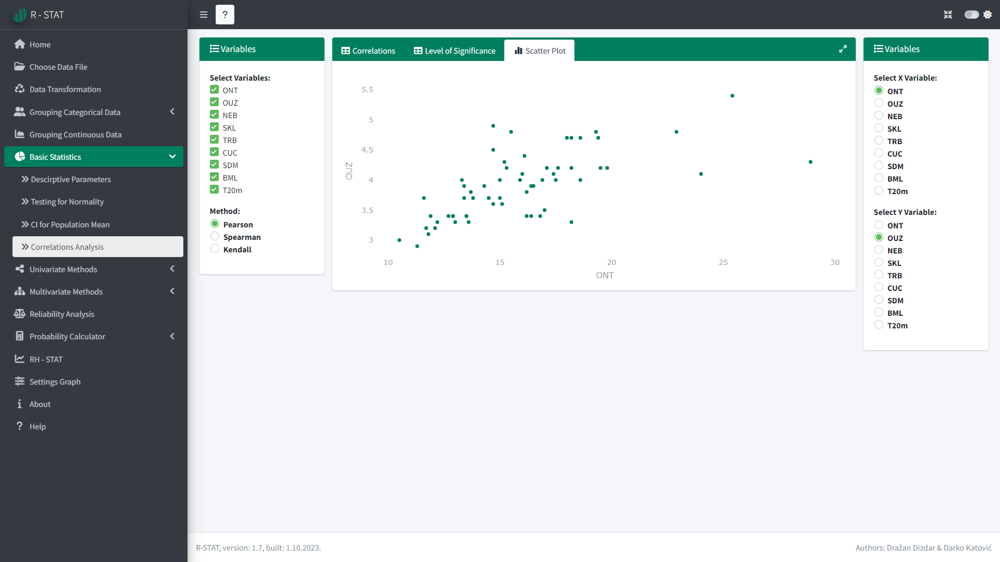 R - STAT
?
Home
Choose Data File
Data Transformation
Grouping Categorical Data
Grouping Continuous Data
Basic Statistics
Descirptive Parameters
Testing for Normality
CI for Population Mean
Correlations Analysis
Univariate Methods
Multivariate Methods
Reliability Analysis
Probability Calculator
RH - STAT
Settings Graph
About
Help
Variables
Select Variables:
ONT
OUZ
NEB
SKL
TRB
CUC
SDM
BML
T20m
Method:
Pearson
Spearman
Kendall
Correlations
Level of Significance
Scatter Plot
5.5
5
4.5
4
3.5
3
OUZ
10
15
20
25
30
ONT
Variables
Select X Variable:
ONT
OUZ
NEB
SKL
TRB
CUC
SDM
BML
T20m
Select Y Variable:
ONT
OUZ
NEB
SKL
TRB
CUC
SDM
BML
T20m
R-STAT, version: 1.7, built: 1.10.2023.
Authors: Dražan Dizdar & Darko Katović